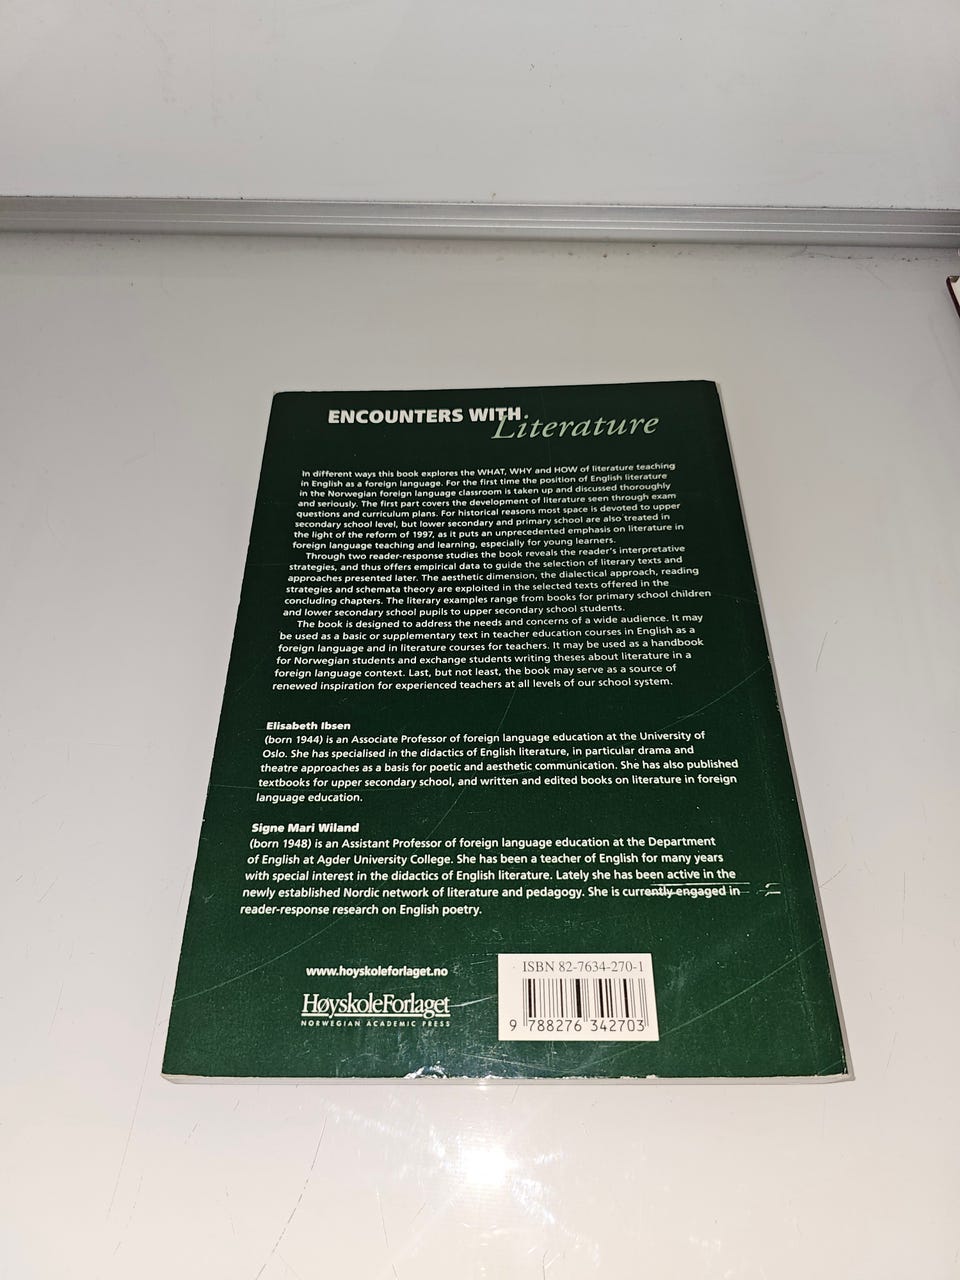 ENCOUNTERS WITH Literature
In different ways this book explores the WHAT, WHY and HOW of literature teaching
in English as a foreign language. For the first time the position of English literature
in the Norwegian foreign language classroom is taken up and discussed thoroughly
and seriously. The first part covers the development of literature seen through exam
questions and curriculum plans. For historical reasons most space is devoted to upper
secondary school level, but lower secondary and primary school are also treated in
the light of the reform of 1997, as it puts an unprecedented emphasis on literature in
foreign language teaching and learning, especially for young learners.
Through two reader-response studies the book reveals the reader's interpretative
strategies, and thus offers empirical data to guide the selection of literary texts and
approaches presented later. The aesthetic dimension, the dialectical approach, reading
strategies and schemata theory are exploited in the selected texts offered in the
concluding chapters. The literary examples range from books for primary school children
and lower secondary school pupils to upper secondary school students.
The book is designed to address the needs and concerns of a wide audience. It may
be used as a basic or supplementary text in teacher education courses in English as a
foreign language and in literature courses for teachers. It may be used as a handbook
for Norwegian students and exchange students writing theses about literature in a
foreign language context. Last, but not least, the book may serve as a source of
renewed inspiration for experienced teachers at all levels of our school system.
Elisabeth Ibsen
(born 1944) is an Associate Professor of foreign language education at the University of
Oslo. She has specialised in the didactics of English literature, in particular drama and
theatre approaches as a basis for poetic and aesthetic communication. She has also published
textbooks for upper secondary school, and written and edited books on literature in foreign
language education.
Signe Mari Wiland
(born 1948) is an Assistant Professor of foreign language education at the Department
of English at Agder University College. She has been a teacher of English for many years
with special interest in the didactics of English literature. Lately she has been active in the
newly established Nordic network of literature and pedagogy. She is currently engaged in
reader-response research on English poetry.
www.hoyskoleforlaget.no
HøyskoleForlaget
NORWEGIAN ACADEMIC PRESS
ISBN 82-7634-270-1
9 788276 342703